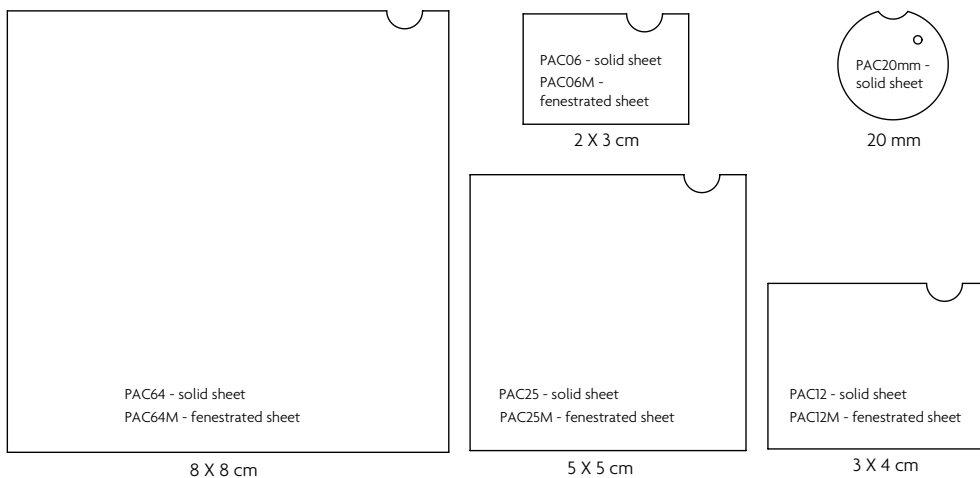 PAC06 - solid sheet
PAC06M -
fenestrated sheet
2 X 3 cm
PAC20mm -
solid sheet
20 mm
PAC64 - solid sheet
PAC64M - fenestrated sheet
8 X 8 cm
PAC25 - solid sheet
PAC25M - fenestrated sheet
5 X 5 cm
PAC12 - solid sheet
PAC12M - fenestrated sheet
3 X 4 cm